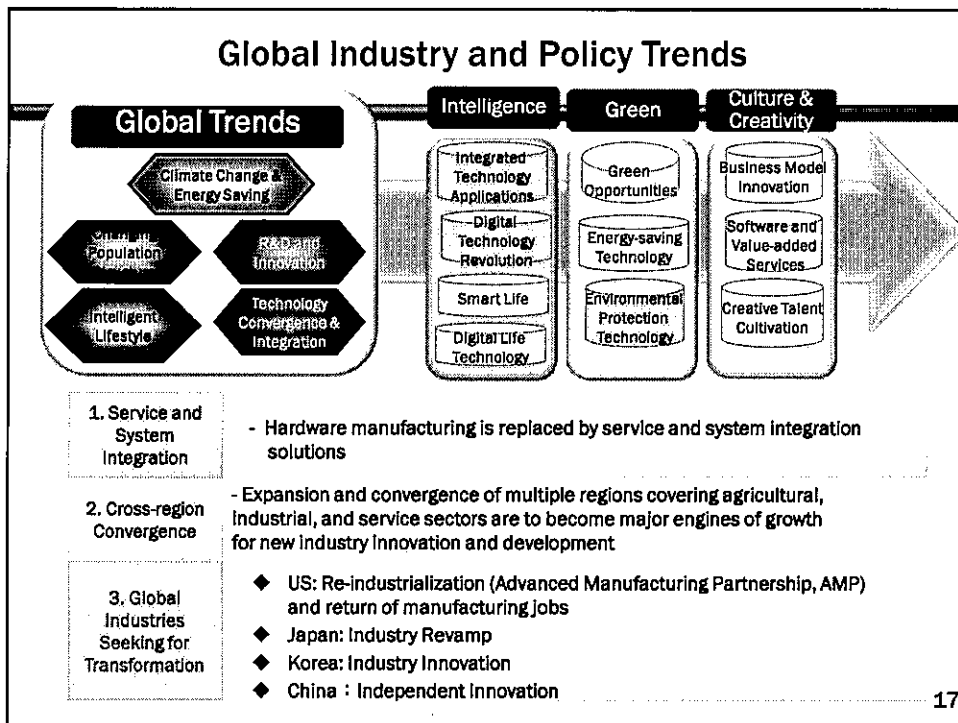 Global Industry and Policy Trends
Global Trends
Climate Change &
Energy Saving
Population
R&D and
Innovation
Intelligent
Lifestyle
Technology
Convergence &
Integration
Intelligence
Integrated
Technology
Applications
Digital
Technology
Revolution
Smart Life
Digital Life
Technology
Green
Green
Opportunities
Energy-saving
Technology
Environmental
Protection
Technology
Culture &
Creativity
Business Model
Innovation
Software and
Value-added
Services
Creative Talent
Cultivation
1. Service and
System
Integration
- Hardware manufacturing is replaced by service and system integration
solutions
2. Cross-region
Convergence
- Expansion and convergence of multiple regions covering agricultural,
industrial, and service sectors are to become major engines of growth
for new industry innovation and development
3. Global
Industries
Seeking for
Transformation
◆ US: Re-industrialization (Advanced Manufacturing Partnership, AMP)
and return of manufacturing jobs
◆ Japan: Industry Revamp
◆ Korea: Industry Innovation
◆ China：Independent Innovation
17